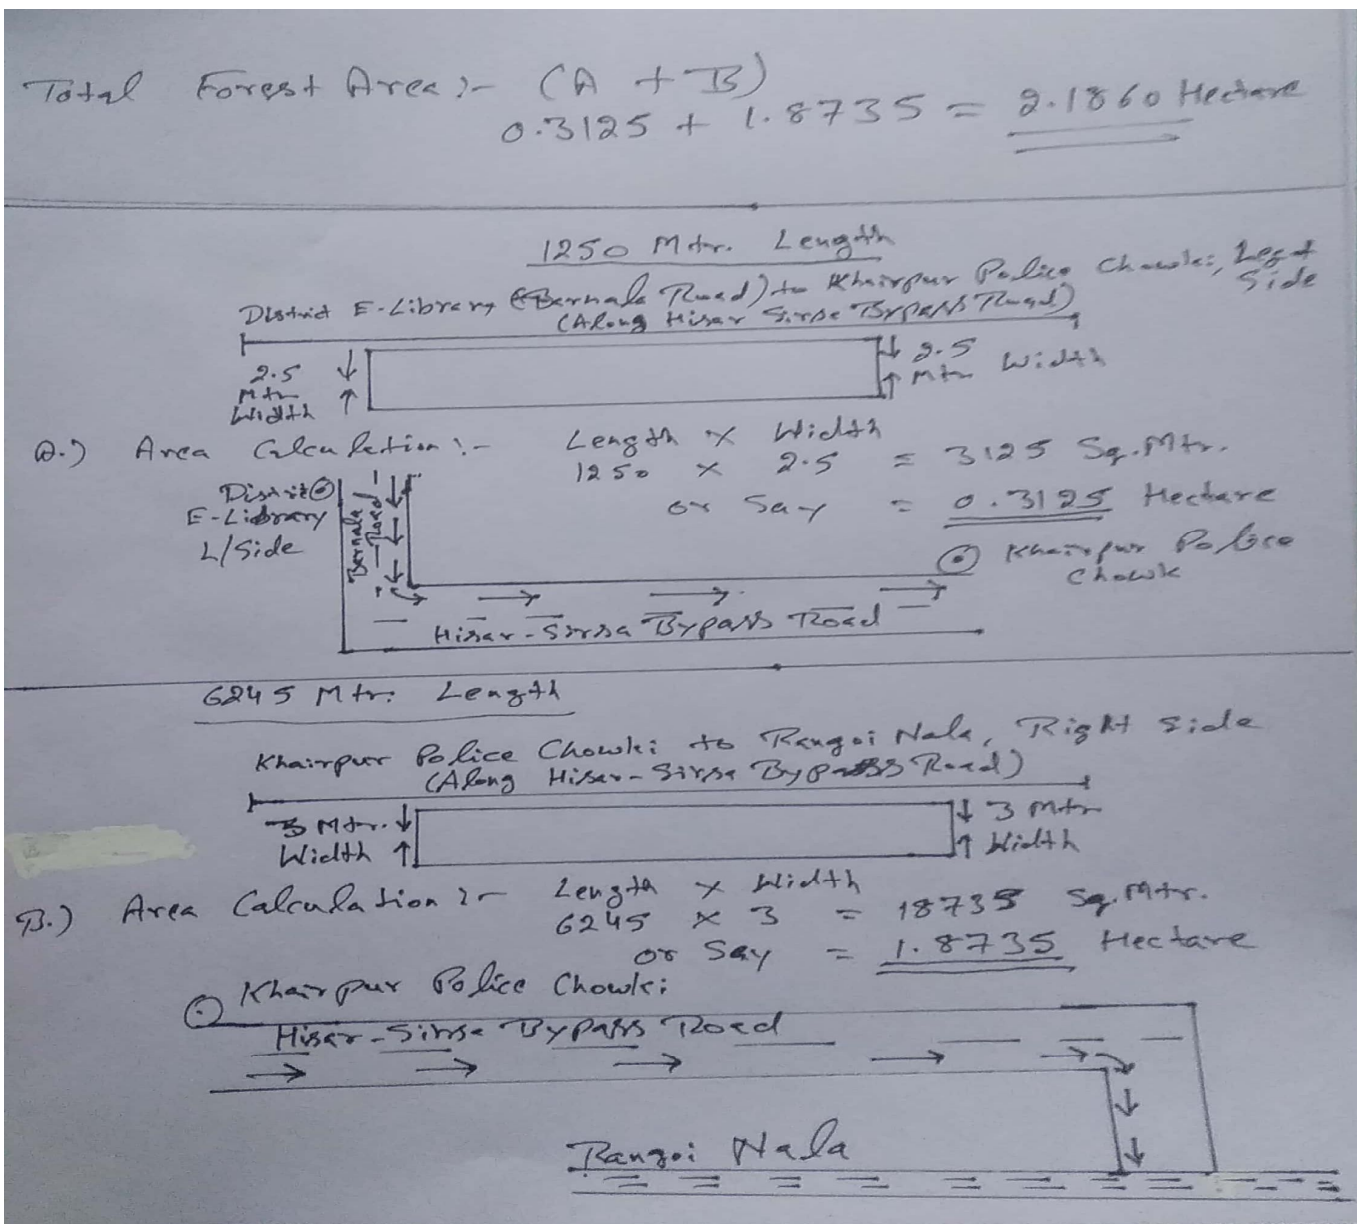 Total Forest Area :- (A + B)
0.3125 + 1.8735 = 2.1860 Hectare
1250 Mtr. Length
District E-Library (Barnala Road) to Khairpur Police Chowki, Left Side
(Along Hisar Sirsa Bypass Road)
2.5 Mtr Width
2.5 Mtr Width
A.) Area Calculation :- Length x Width
1250 x 2.5 = 3125 Sq. Mtr.
or Say = 0.3125 Hectare
District E-Library L/Side
Barnala Road
Khairpur Police Chowk
Hisar-Sirsa Bypass Road
6245 Mtr. Length
Khairpur Police Chowki to Rangoi Nala, Right Side
(Along Hisar-Sirsa Bypass Road)
3 Mtr. Width
3 Mtr Width
B.) Area Calculation :- Length x Width
6245 x 3 = 18735 Sq. Mtr.
or Say = 1.8735 Hectare
Khairpur Police Chowki
Hisar-Sirsa Bypass Road
Rangoi Nala